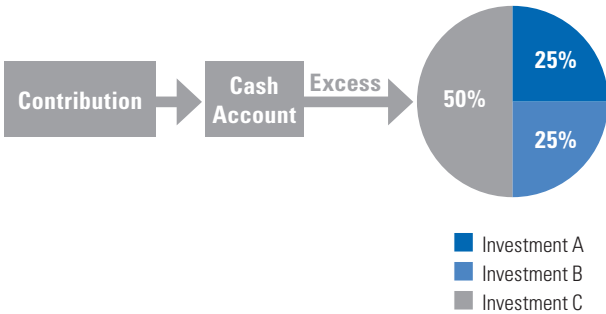 Contribution
Cash
Account
Excess
50%
25%
25%
Investment A
Investment B
Investment C